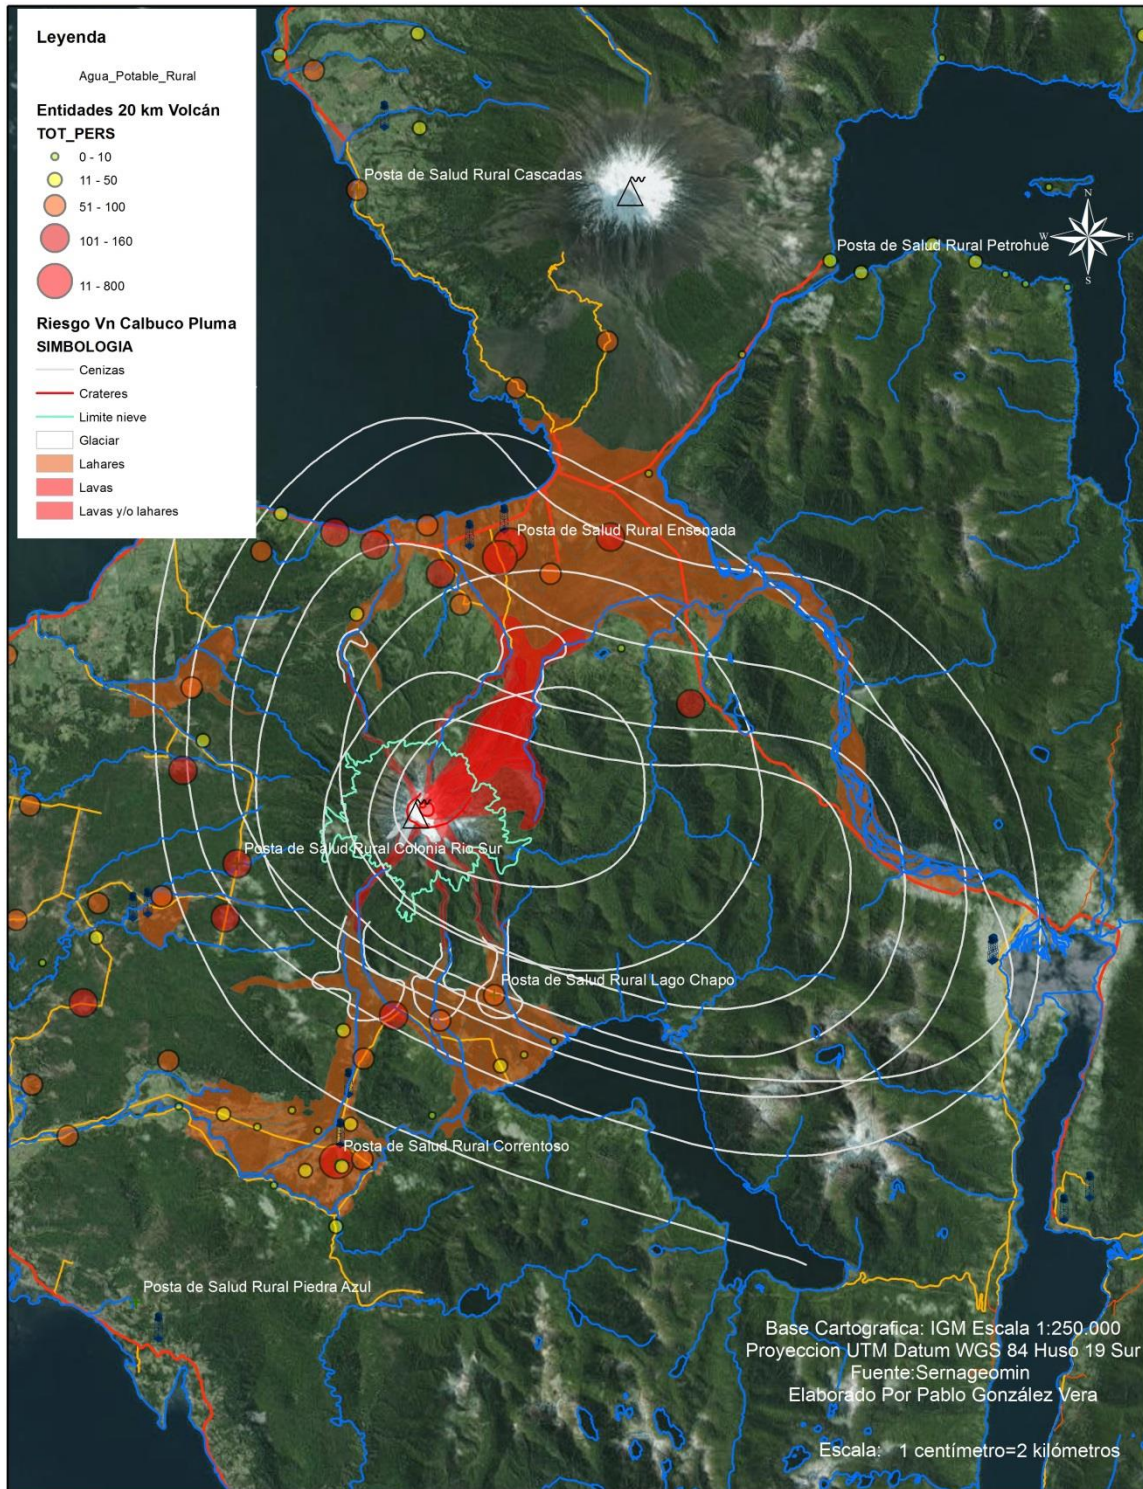 Leyenda
Agua_Potable_Rural
Entidades 20 km Volcán
TOT_PERS
0 - 10
11 - 50
51 - 100
101 - 160
11 - 800
Riesgo Vn Calbuco Pluma
SIMBOLOGIA
Cenizas
Crateres
Limite nieve
Glaciar
Lahares
Lavas
Lavas y/o lahares
Posta de Salud Rural Cascadas
N
W
E
S
Posta de Salud Rural Petrohue
Posta de Salud Rural Ensenada
Posta de Salud Rural Colonia Rio Sur
Posta de Salud Rural Lago Chapo
Posta de Salud Rural Correntoso
Posta de Salud Rural Piedra Azul
Base Cartografica: IGM Escala 1:250.000
Proyeccion UTM Datum WGS 84 Huso 19 Sur
Fuente:Sernageomin
Elaborado Por Pablo González Vera
Escala: 1 centímetro=2 kilómetros